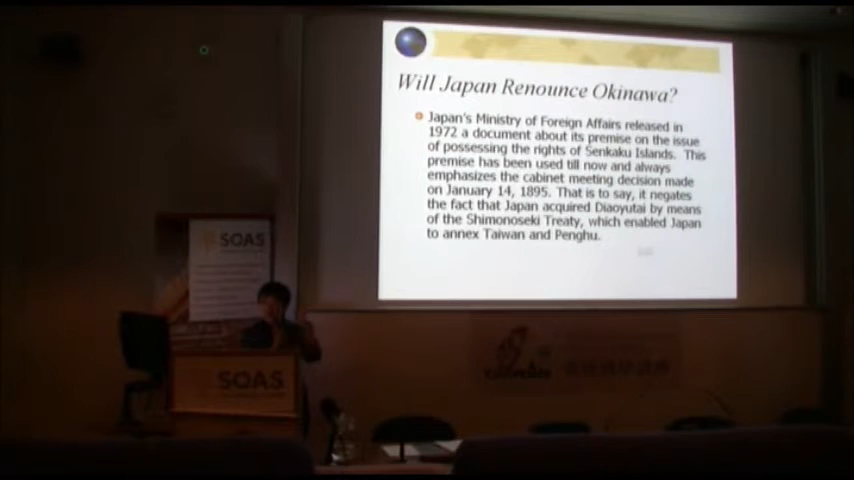 Will Japan Renounce Okinawa?
Japan's Ministry of Foreign Affairs released in
1972 a document about its premise on the issue
of possessing the rights of Senkaku Islands. This
premise has been used till now and always
emphasizes the cabinet meeting decision made
on January 14, 1895. That is to say, it negates
the fact that Japan acquired Diaoyutai by means
of the Shimonoseki Treaty, which enabled Japan
to annex Taiwan and Penghu.
SOAS
SOAS